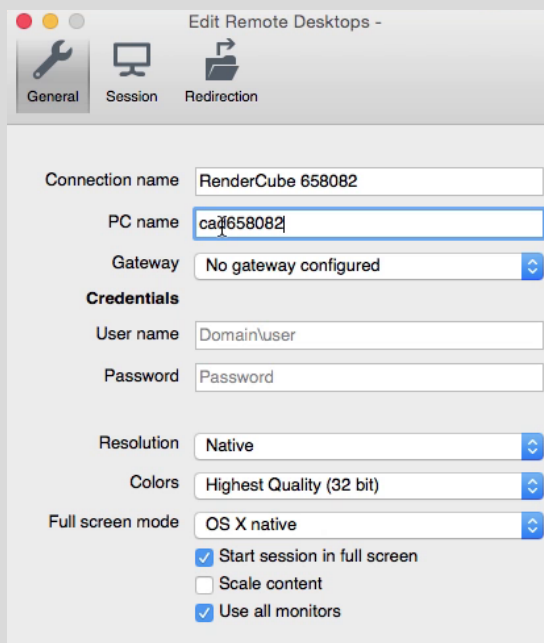 Edit Remote Desktops -
General Session Redirection
Connection name RenderCube 658082
PC name cad658082
Gateway No gateway configured
Credentials
User name Domain\user
Password Password
Resolution Native
Colors Highest Quality (32 bit)
Full screen mode OS X native
Start session in full screen
Scale content
Use all monitors